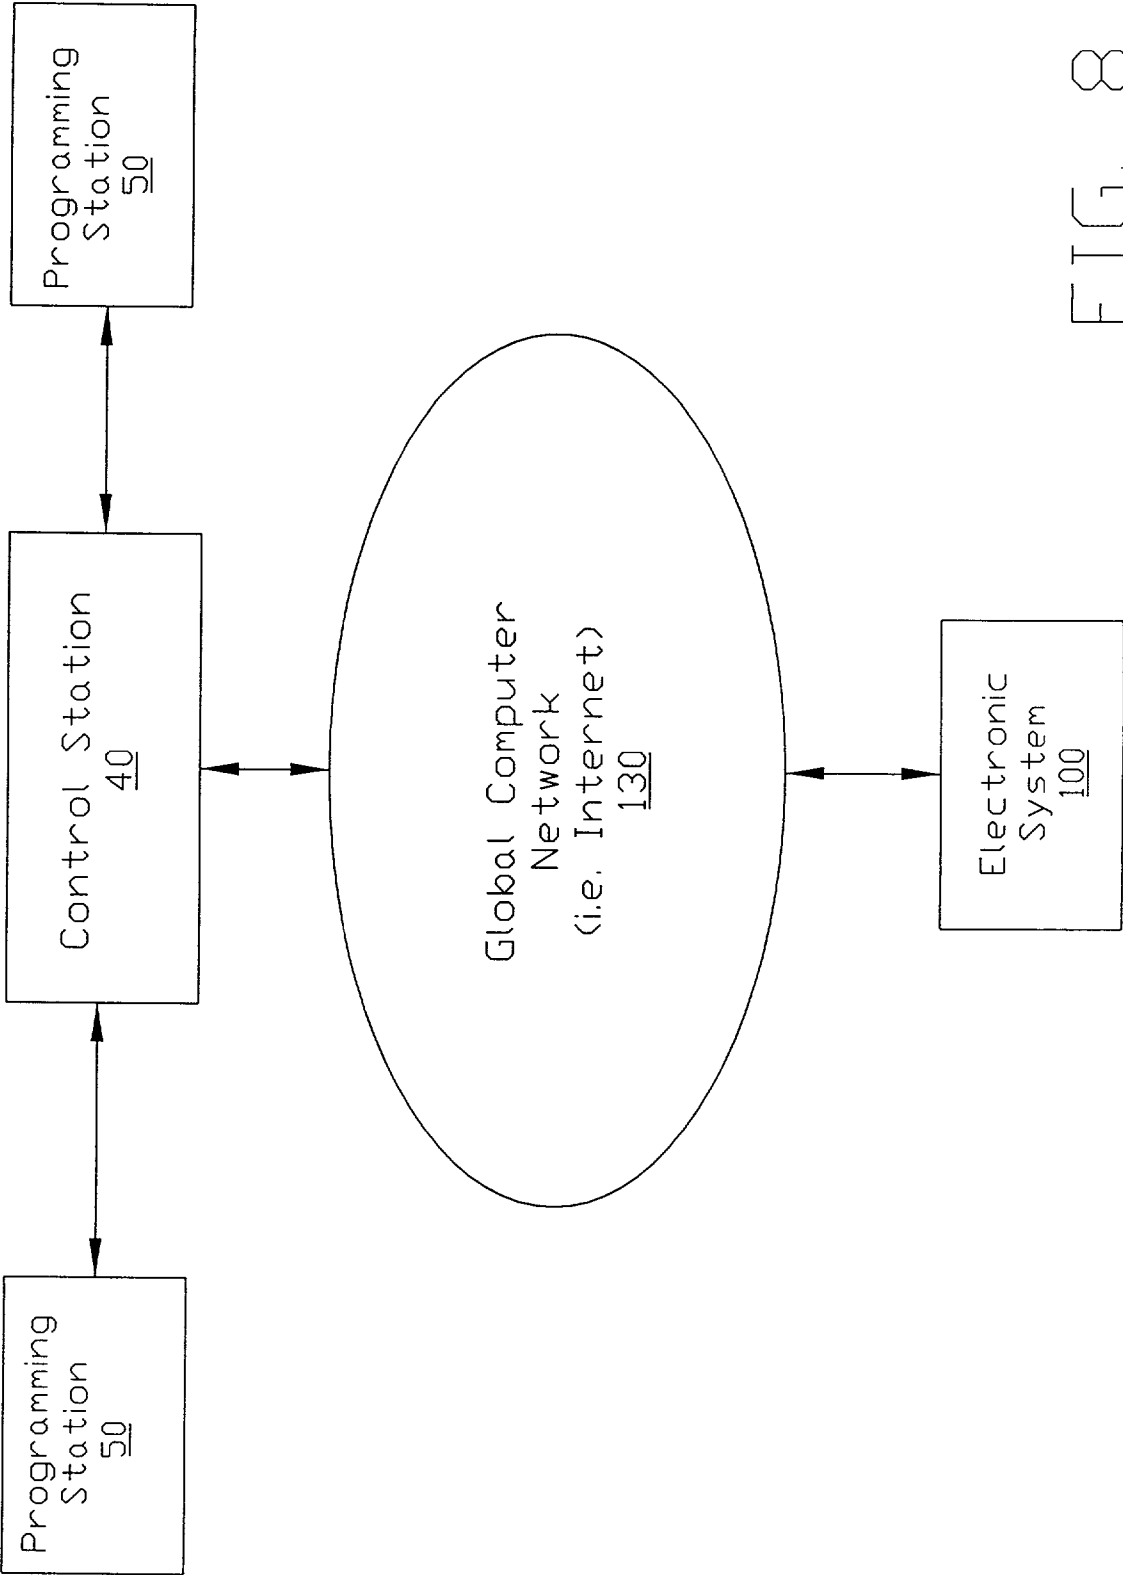 Programming
Station
50
Control Station
40
Programming
Station
50
Global Computer
Network
(i.e. Internet)
130
Electronic
System
100
FIG. 8